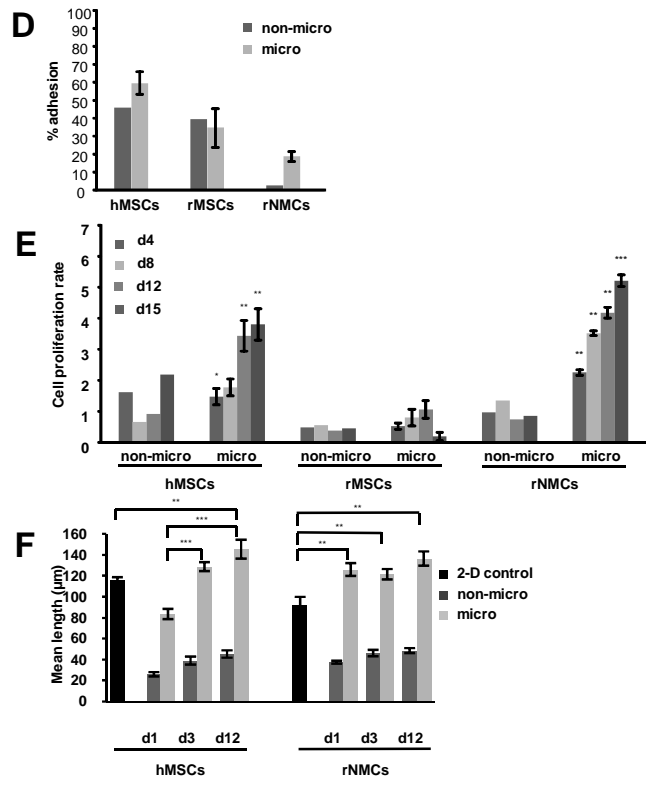 D
100
90
80
70
60
50
40
30
20
10
0
% adhesion
non-micro
micro
hMSCs rMSCs rNMCs
E
7
6
5
4
3
2
1
0
Cell proliferation rate
d4
d8
d12
d15
* ** **
** ** ** ***
non-micro micro non-micro micro non-micro micro
hMSCs rMSCs rNMCs
F
160
140
120
100
80
60
40
20
0
Mean length (µm)
**
***
***
**
**
**
2-D control
non-micro
micro
d1 d3 d12 d1 d3 d12
hMSCs rNMCs